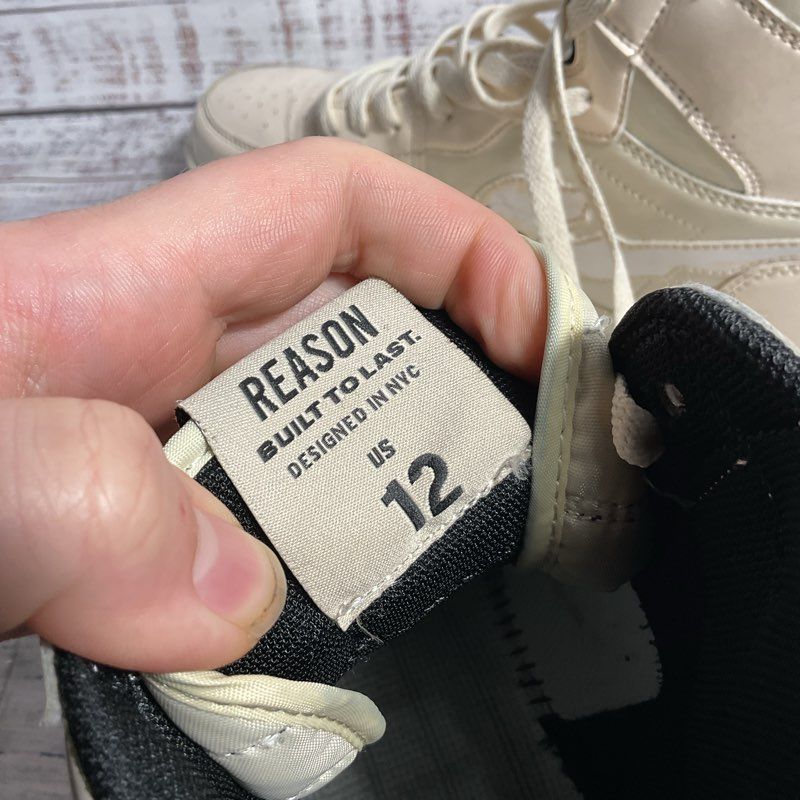 REASON
BUILT TO LAST.
DESIGNED IN NYC
US
12